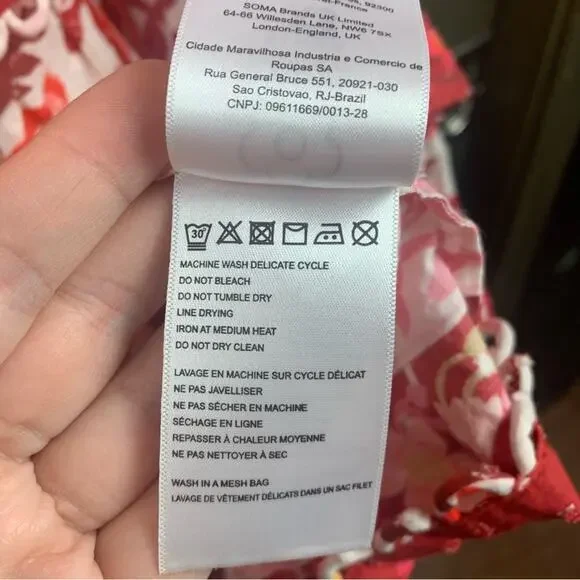 92300
-France
SOMA Brands UK Limited
64-66 Willesden Lane, NW6 7SX
London-England, UK
Cidade Maravilhosa Industria e Comercio de
Roupas SA
Rua General Bruce 551, 20921-030
Sao Cristovao, RJ-Brazil
CNPJ: 09611669/0013-28
30°
MACHINE WASH DELICATE CYCLE
DO NOT BLEACH
DO NOT TUMBLE DRY
LINE DRYING
IRON AT MEDIUM HEAT
DO NOT DRY CLEAN
LAVAGE EN MACHINE SUR CYCLE DÉLICAT
NE PAS JAVELLISER
NE PAS SÉCHER EN MACHINE
SÉCHAGE EN LIGNE
REPASSER À CHALEUR MOYENNE
NE PAS NETTOYER À SEC
WASH IN A MESH BAG
LAVAGE DE VÊTEMENT DÉLICATS DANS UN SAC FILET